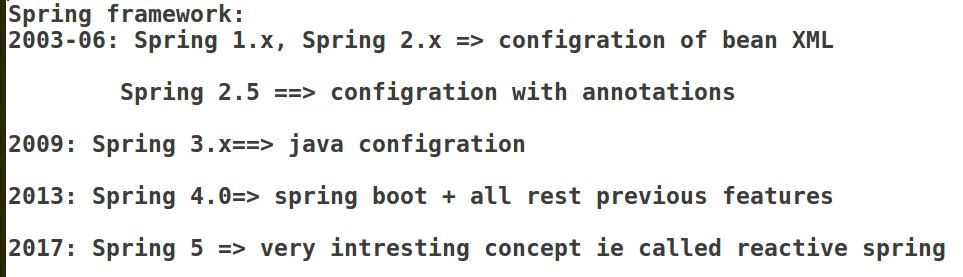 Spring framework:
2003-06: Spring 1.x, Spring 2.x => configration of bean XML
Spring 2.5 ==> configration with annotations
2009: Spring 3.x==> java configration
2013: Spring 4.0=> spring boot + all rest previous features
2017: Spring 5 => very intresting concept ie called reactive spring